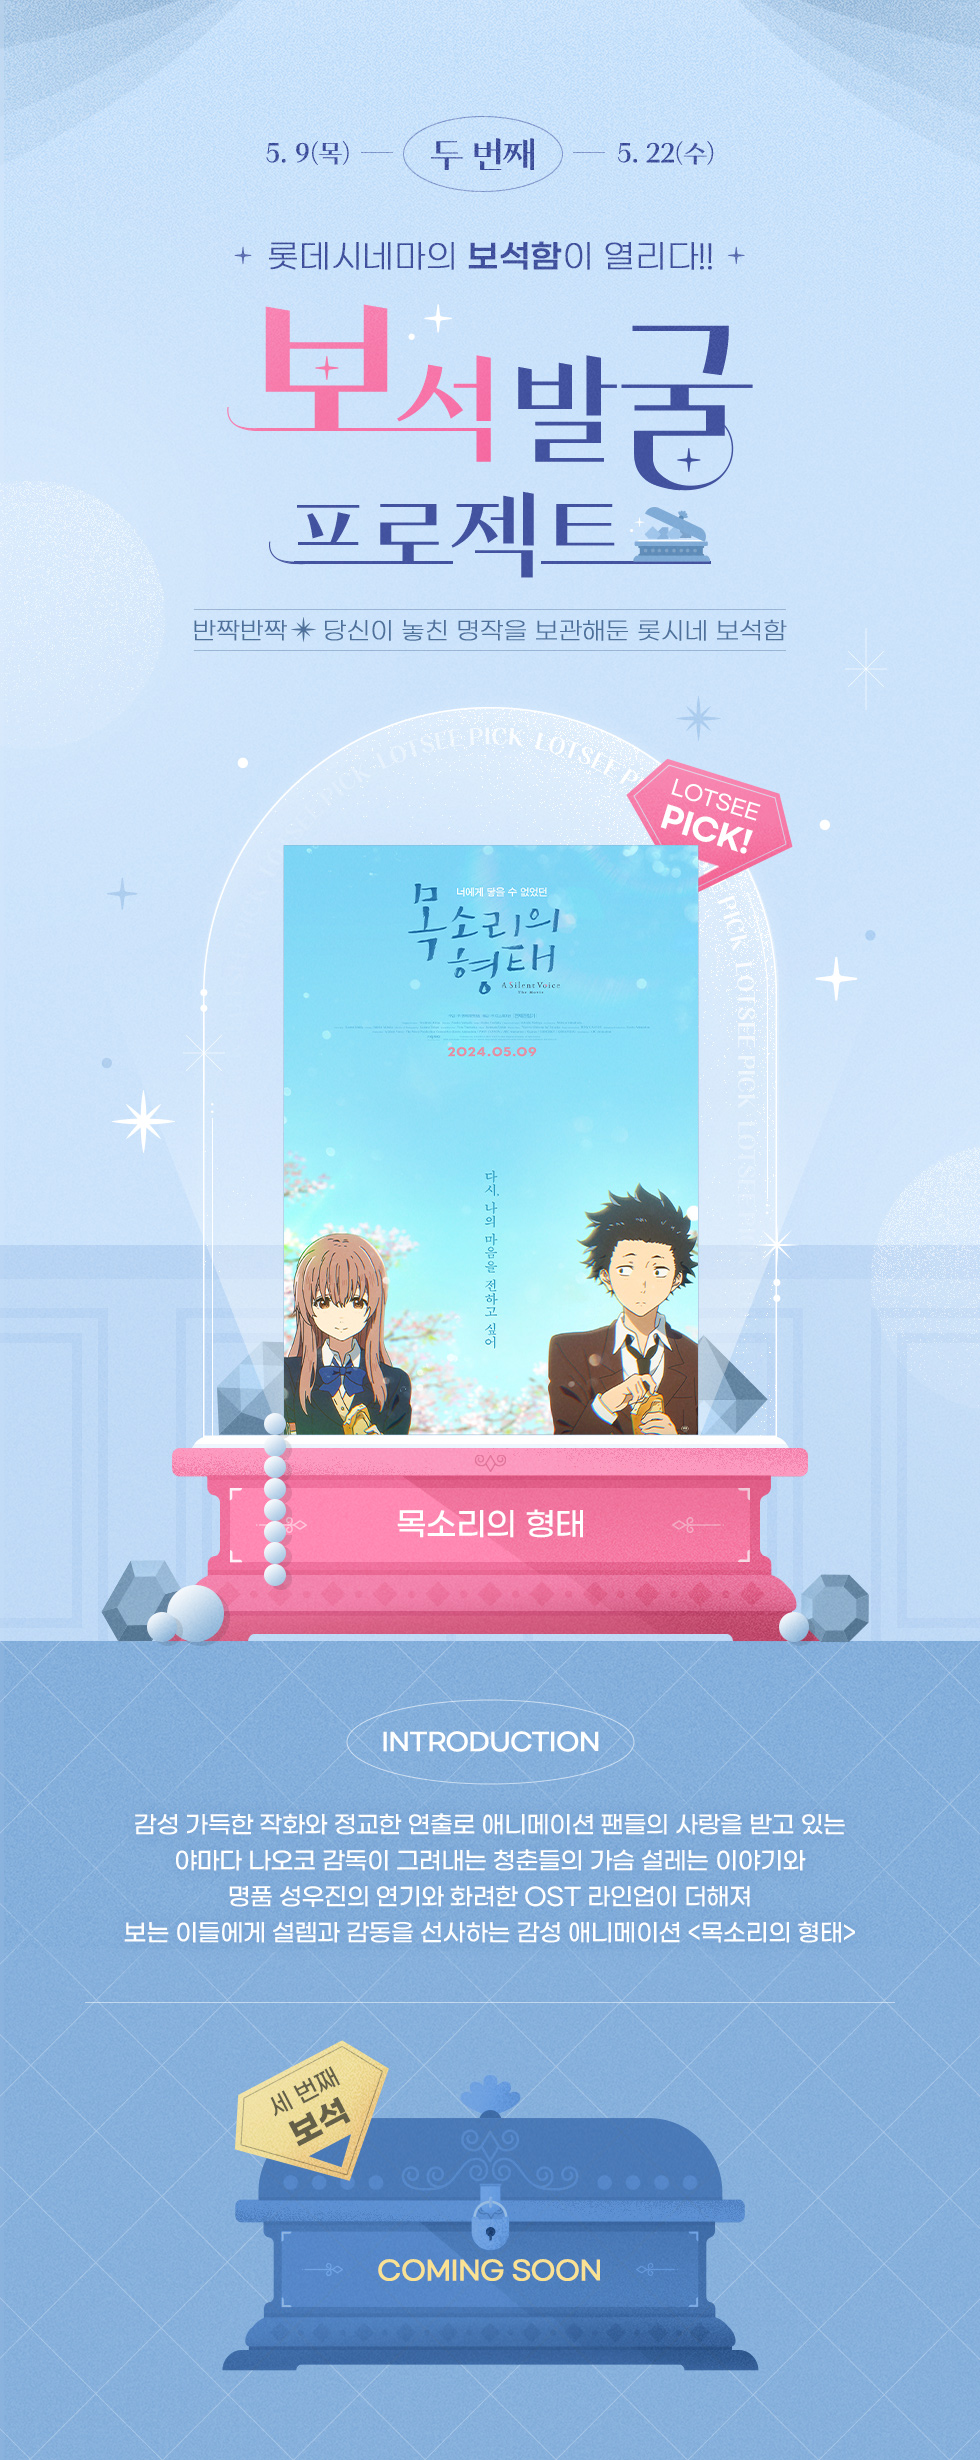 5. 9(목) 두 번째 5. 22(수)
롯데시네마의 보석함이 열리다!!
보석 발굴
프로젝트
반짝반짝 당신이 놓친 명작을 보관해둔 롯시네 보석함
PICK LOTSEE PICK LOTSEE PICK LOTSEE PICK LOTSEE
LOTSEE
PICK!
너에게 닿을 수 없었던
목소리의
형태
A Silent Voice
The Movie
2024.05.09
다시, 나의 마음을 전하고 싶어
목소리의 형태
INTRODUCTION
감성 가득한 작화와 정교한 연출로 애니메이션 팬들의 사랑을 받고 있는
야마다 나오코 감독이 그려내는 청춘들의 가슴 설레는 이야기와
명품 성우진의 연기와 화려한 OST 라인업이 더해져
보는 이들에게 설렘과 감동을 선사하는 감성 애니메이션 <목소리의 형태>
세 번째
보석
COMING SOON